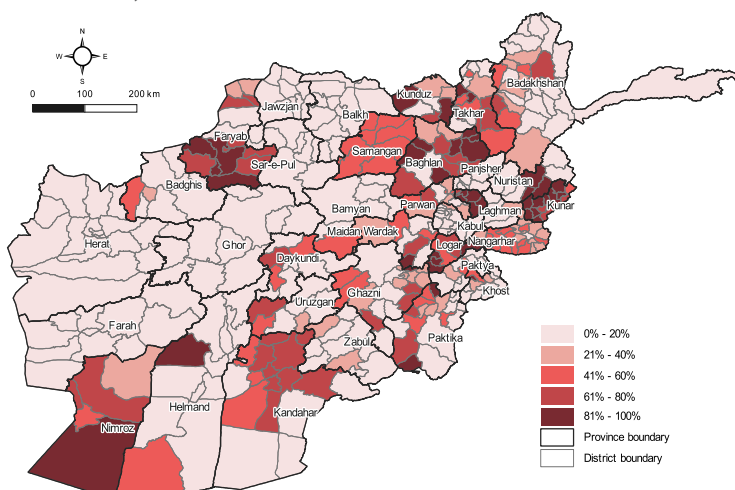 N
W E
S
0 100 200 km
Badakhshan
Kunduz
Jawzjan
Takhar
Balkh
Faryab
Samangan
Baghlan
Sar-e-Pul
Panjsher
Nuristan
Badghis
Parwan
Kunar
Bamyan
Laghman
Kabul
Maidan Wardak
Herat
Ghor
Logar
Nangarhar
Daykundi
Paktya
Khost
Ghazni
Uruzgan
Farah
Zabul
Paktika
Helmand
Kandahar
Nimroz
0% - 20%
21% - 40%
41% - 60%
61% - 80%
81% - 100%
Province boundary
District boundary